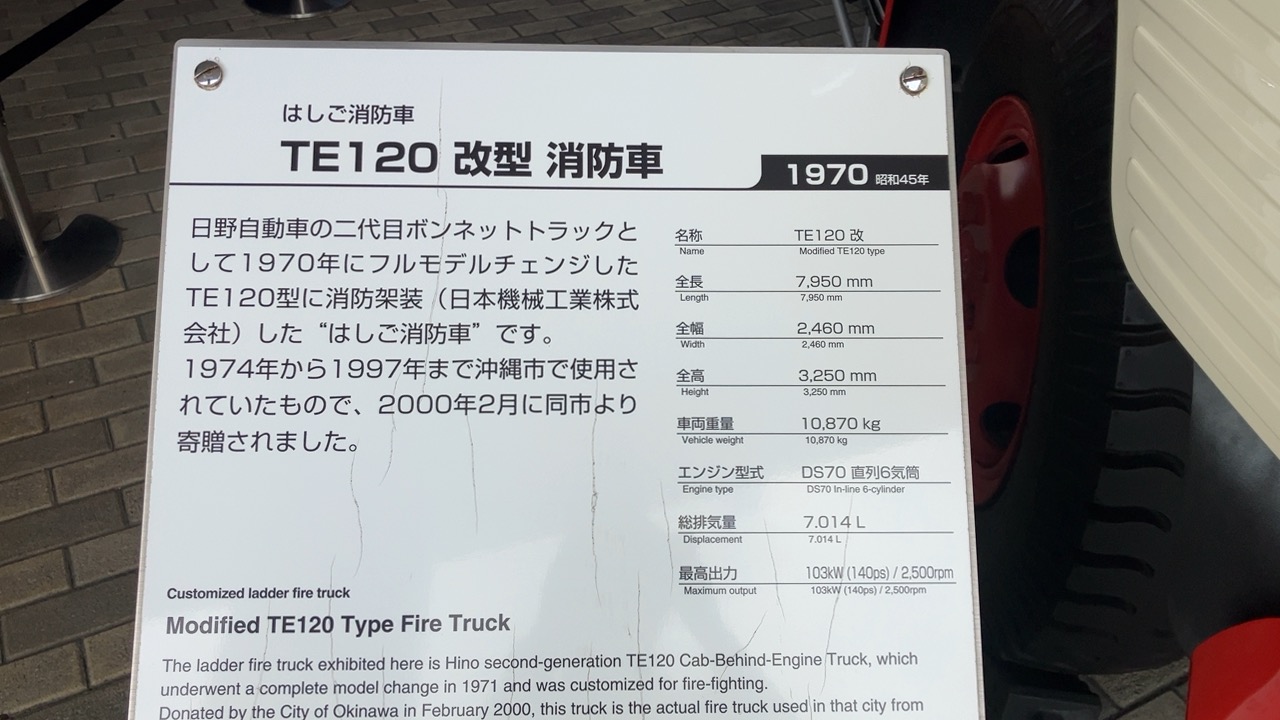 はしご消防車
TE120 改型 消防車
1970 昭和45年
日野自動車の二代目ボンネットトラックと
して1970年にフルモデルチェンジした
TE120型に消防架装（日本機械工業株式
会社）した“はしご消防車”です。
1974年から1997年まで沖縄市で使用さ
れていたもので、2000年2月に同市より
寄贈されました。
名称 TE120 改
Name Modified TE120 type
全長 7,950 mm
Length 7,950 mm
全幅 2,460 mm
Width 2,460 mm
全高 3,250 mm
Height 3,250 mm
車両重量 10,870 kg
Vehicle weight 10,870 kg
エンジン型式 DS70 直列6気筒
Engine type DS70 In-line 6-cylinder
総排気量 7.014 L
Displacement 7.014 L
最高出力 103kW (140ps) / 2,500rpm
Maximum output 103kW (140ps) / 2,500rpm
Customized ladder fire truck
Modified TE120 Type Fire Truck
The ladder fire truck exhibited here is Hino second-generation TE120 Cab-Behind-Engine Truck, which
underwent a complete model change in 1971 and was customized for fire-fighting.
Donated by the City of Okinawa in February 2000, this truck is the actual fire truck used in that city from